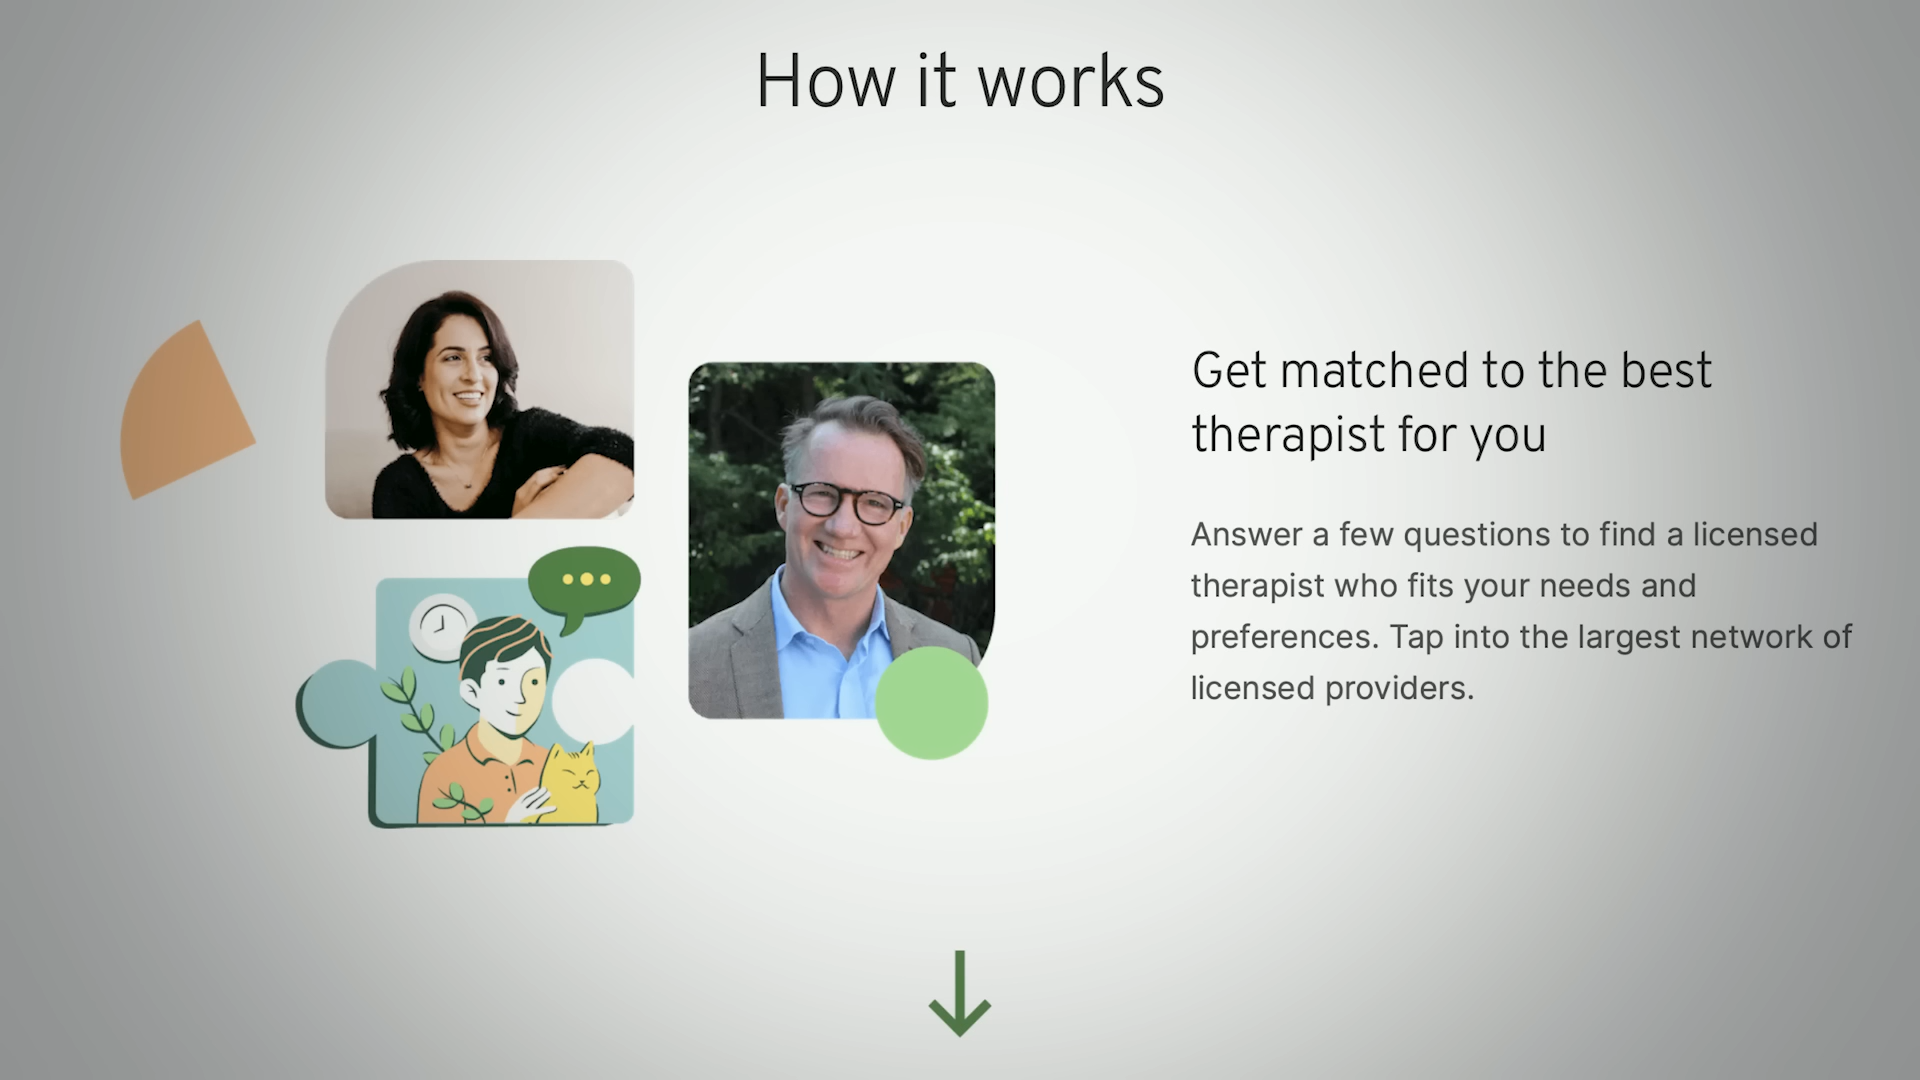 How it works
Get matched to the best
therapist for you
Answer a few questions to find a licensed
therapist who fits your needs and
preferences. Tap into the largest network of
licensed providers.